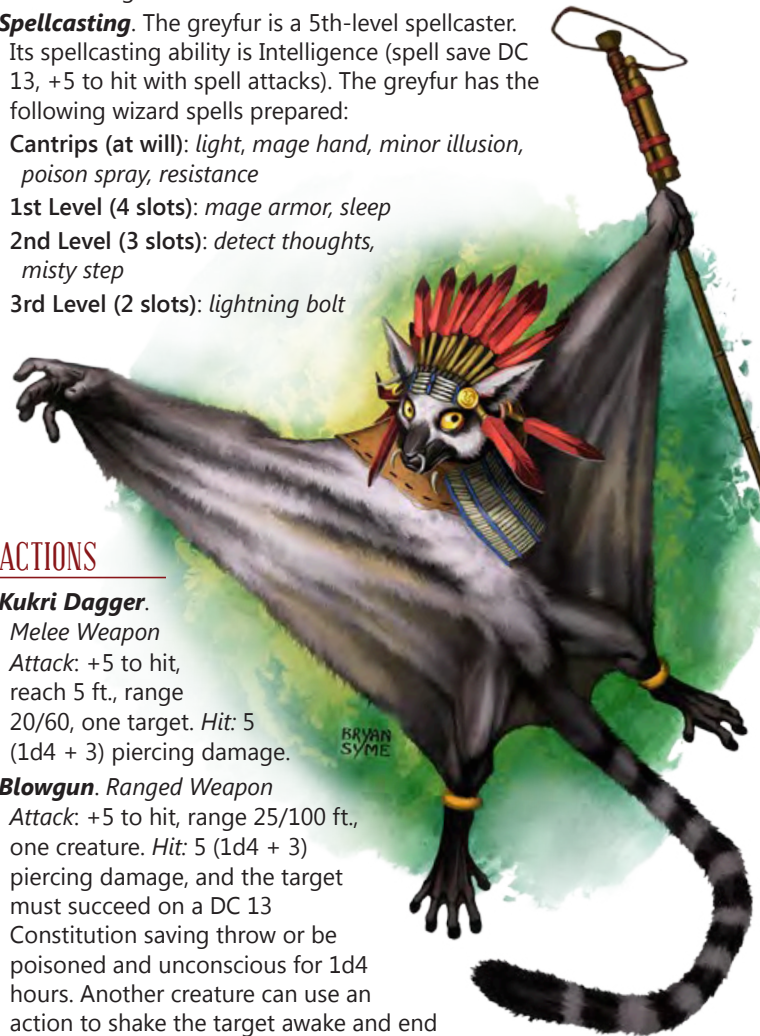 Spellcasting. The greyfur is a 5th-level spellcaster.
Its spellcasting ability is Intelligence (spell save DC
13, +5 to hit with spell attacks). The greyfur has the
following wizard spells prepared:
Cantrips (at will): light, mage hand, minor illusion,
poison spray, resistance
1st Level (4 slots): mage armor, sleep
2nd Level (3 slots): detect thoughts,
misty step
3rd Level (2 slots): lightning bolt
ACTIONS
Kukri Dagger.
Melee Weapon
Attack: +5 to hit,
reach 5 ft., range
20/60, one target. Hit: 5
(1d4 + 3) piercing damage.
BRYAN
SYME
Blowgun. Ranged Weapon
Attack: +5 to hit, range 25/100 ft.,
one creature. Hit: 5 (1d4 + 3)
piercing damage, and the target
must succeed on a DC 13
Constitution saving throw or be
poisoned and unconscious for 1d4
hours. Another creature can use an
action to shake the target awake and end